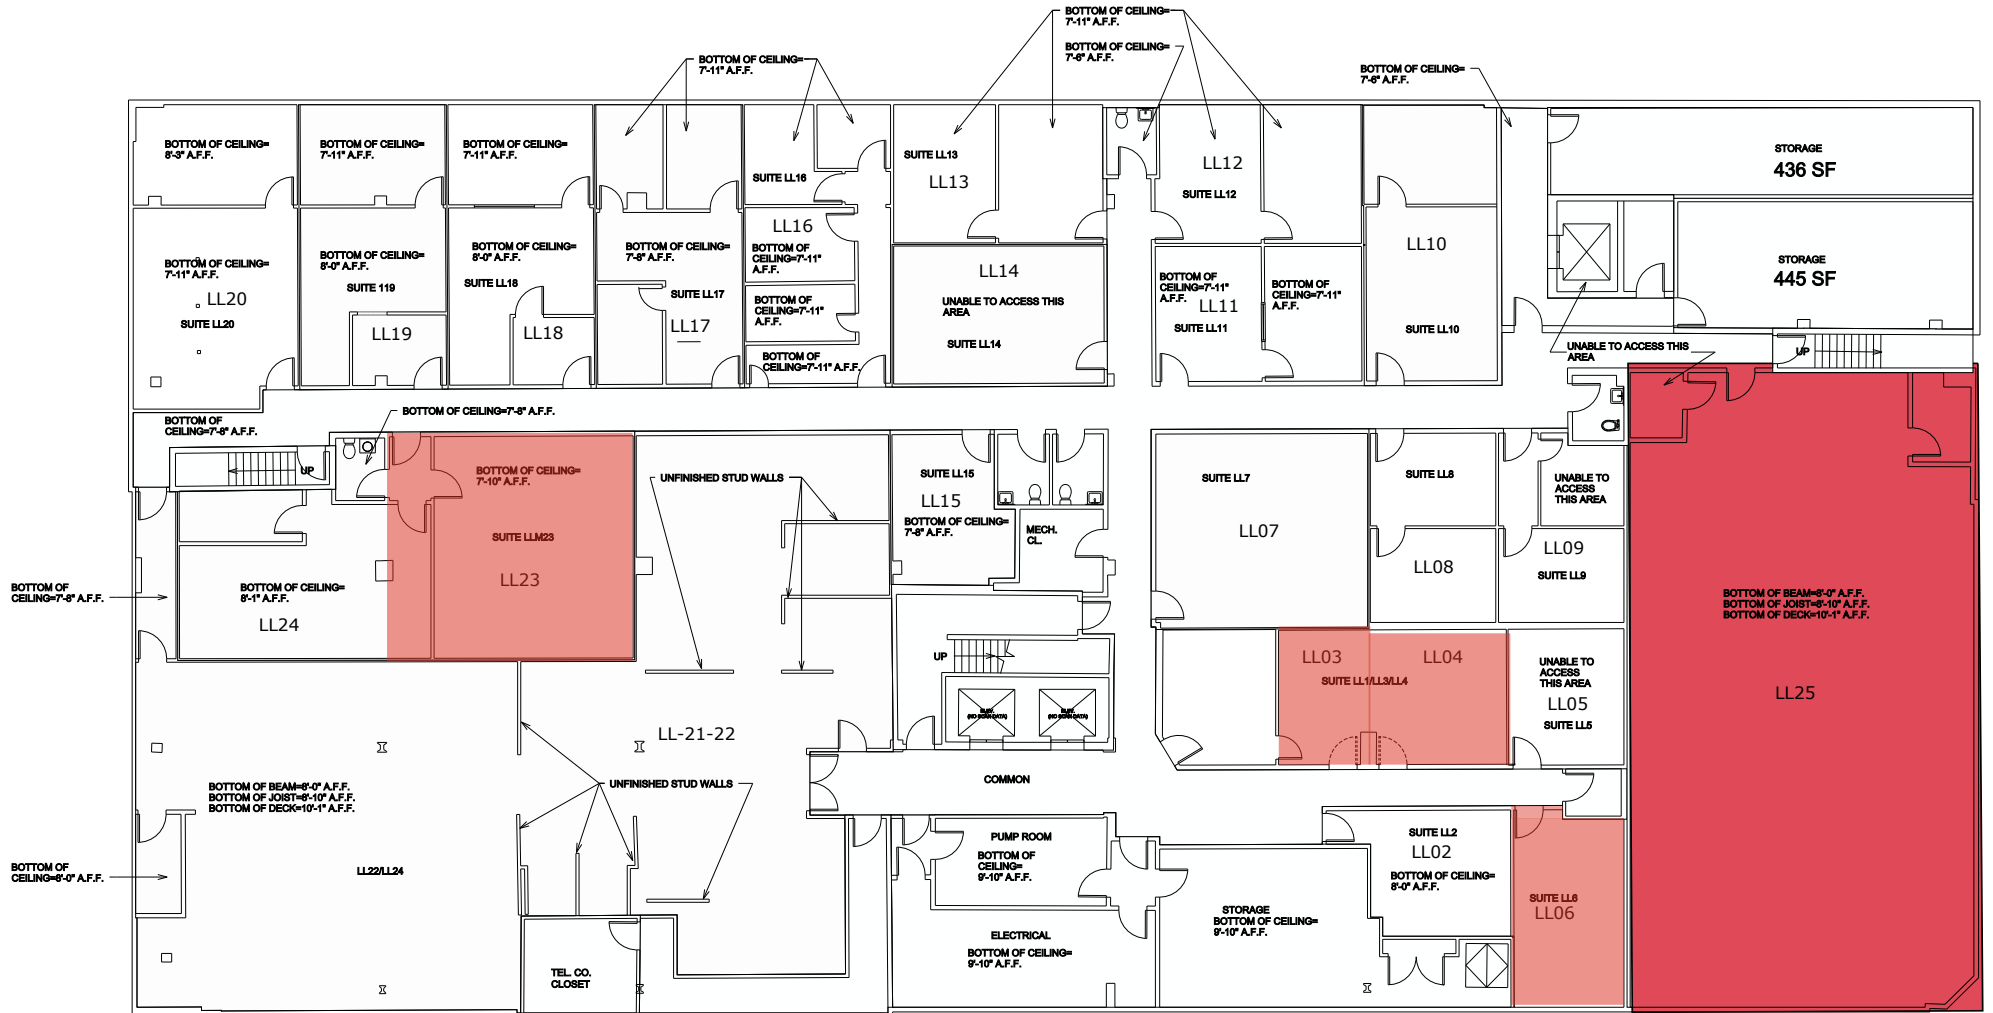 BOTTOM OF CEILING=
7'-11" A.F.F.
BOTTOM OF CEILING=
7'-6" A.F.F.
BOTTOM OF CEILING=
7'-11" A.F.F.
BOTTOM OF CEILING=
7'-6" A.F.F.
BOTTOM OF CEILING=
8'-3" A.F.F.
BOTTOM OF CEILING=
7'-11" A.F.F.
BOTTOM OF CEILING=
7'-11" A.F.F.
SUITE LL16
SUITE LL13
LL13
LL12
SUITE LL12
STORAGE
436 SF
BOTTOM OF CEILING=
7'-11" A.F.F.
LL20
SUITE LL20
BOTTOM OF CEILING=
8'-0" A.F.F.
SUITE 119
LL19
BOTTOM OF CEILING=
8'-0" A.F.F.
SUITE LL18
LL18
BOTTOM OF CEILING=
7'-8" A.F.F.
SUITE LL17
LL17
LL16
BOTTOM OF
CEILING=7'-11"
A.F.F.
BOTTOM OF
CEILING=7'-11"
A.F.F.
BOTTOM OF
CEILING=7'-11" A.F.F.
LL14
UNABLE TO ACCESS THIS
AREA
SUITE LL14
BOTTOM OF
CEILING=7'-11"
A.F.F.
LL11
SUITE LL11
BOTTOM OF
CEILING=7'-11"
A.F.F.
LL10
SUITE LL10
STORAGE
445 SF
UNABLE TO ACCESS THIS
AREA
UP
BOTTOM OF
CEILING=7'-8" A.F.F.
BOTTOM OF CEILING=7'-8" A.F.F.
UP
BOTTOM OF CEILING=
7'-10" A.F.F.
SUITE LLM23
LL23
UNFINISHED STUD WALLS
SUITE LL15
LL15
BOTTOM OF CEILING=
7'-8" A.F.F.
MECH.
CL.
SUITE LL7
LL07
SUITE LL8
LL08
UNABLE TO
ACCESS
THIS AREA
LL09
SUITE LL9
BOTTOM OF
CEILING=7'-8" A.F.F.
BOTTOM OF CEILING=
8'-1" A.F.F.
LL24
BOTTOM OF BEAM=8'-0" A.F.F.
BOTTOM OF JOIST=8'-10" A.F.F.
BOTTOM OF DECK=10'-1" A.F.F.
LL25
UP
ELEV.
(NO SCAN DATA)
ELEV.
(NO SCAN DATA)
LL03
LL04
SUITE LL1/LL3/LL4
UNABLE TO
ACCESS
THIS AREA
LL05
SUITE LL5
LL-21-22
UNFINISHED STUD WALLS
COMMON
BOTTOM OF BEAM=8'-0" A.F.F.
BOTTOM OF JOIST=8'-10" A.F.F.
BOTTOM OF DECK=10'-1" A.F.F.
BOTTOM OF
CEILING=8'-0" A.F.F.
LL22/LL24
PUMP ROOM
BOTTOM OF
CEILING=
9'-10" A.F.F.
SUITE LL2
LL02
BOTTOM OF CEILING=
8'-0" A.F.F.
SUITE LL6
LL06
STORAGE
BOTTOM OF CEILING=
9'-10" A.F.F.
ELECTRICAL
BOTTOM OF CEILING=
9'-10" A.F.F.
TEL. CO.
CLOSET